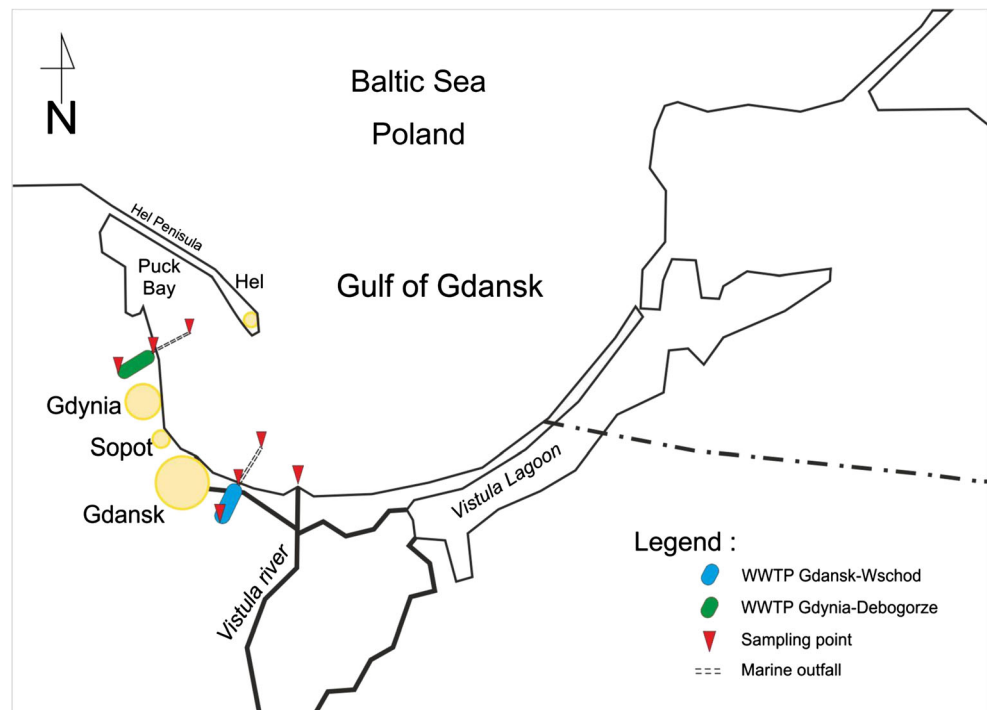 N
Baltic Sea
Poland
Hel Penisula
Puck
Bay
Hel
Gulf of Gdansk
Gdynia
Sopot
Gdansk
Vistula river
Vistula Lagoon
Legend :
WWTP Gdansk-Wschod
WWTP Gdynia-Debogorze
Sampling point
Marine outfall